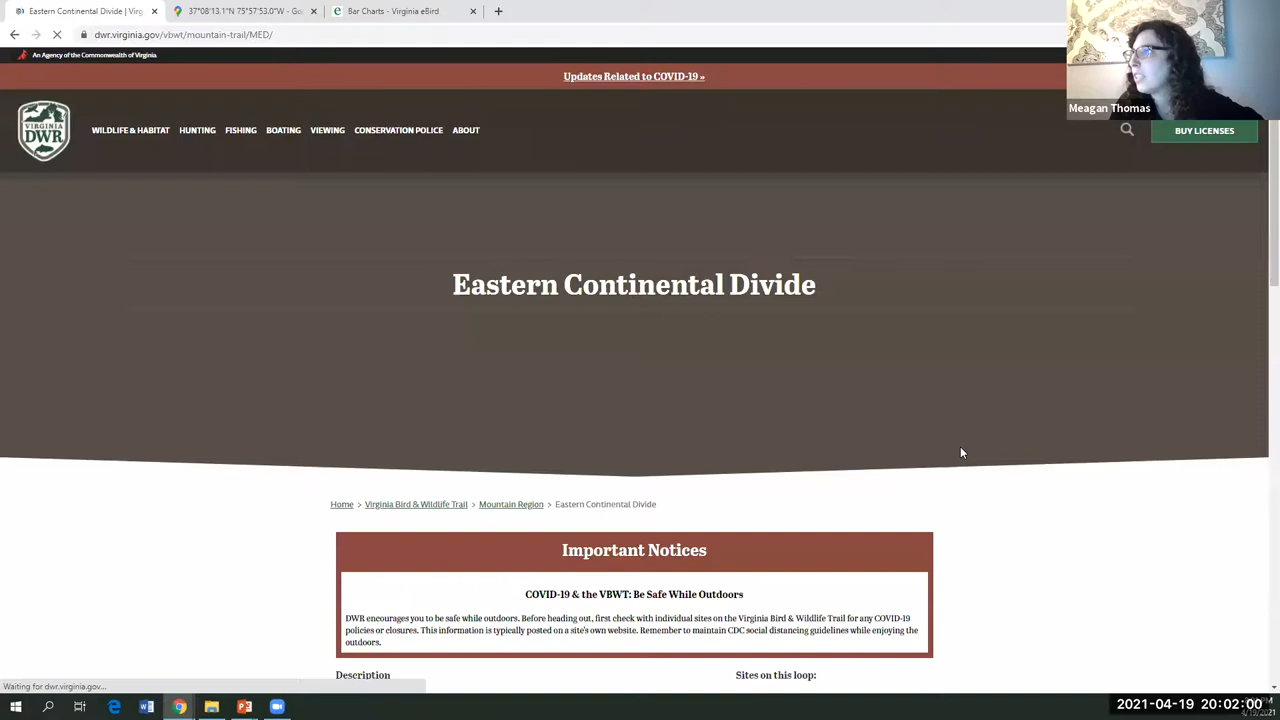 Eastern Continental Divide | Virg
37°08'13.1"N 75°57'53.0"W - Goo
Bar Charts - Virginia eBird
dwr.virginia.gov/vbwt/mountain-trail/MED/
An Agency of the Commonwealth of Virginia
Updates Related to COVID-19 »
Meagan Thomas
VIRGINIA
DWR
WILDLIFE & HABITAT HUNTING FISHING BOATING VIEWING CONSERVATION POLICE ABOUT
BUY LICENSES
Eastern Continental Divide
Home > Virginia Bird & Wildlife Trail > Mountain Region > Eastern Continental Divide
Important Notices
COVID-19 & the VBWT: Be Safe While Outdoors
DWR encourages you to be safe while outdoors. Before heading out, first check with individual sites on the Virginia Bird & Wildlife Trail for any COVID-19
policies or closures. This information is typically posted on a site's own website. Remember to maintain CDC social distancing guidelines while enjoying the
outdoors.
Description
Sites on this loop:
Waiting for dwr.virginia.gov...
2021-04-19 20:02:00
4/19/2021